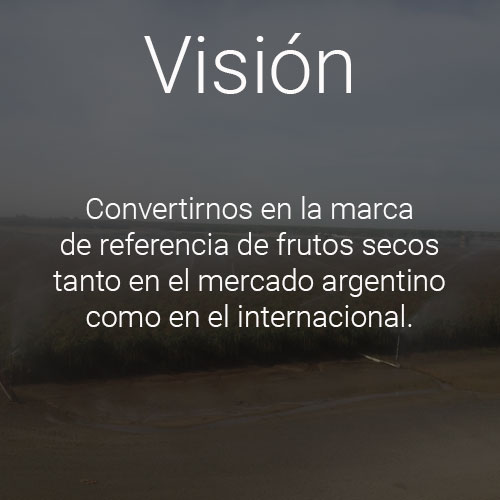 Visión
Convertirnos en la marca
de referencia de frutos secos
tanto en el mercado argentino
como en el internacional.